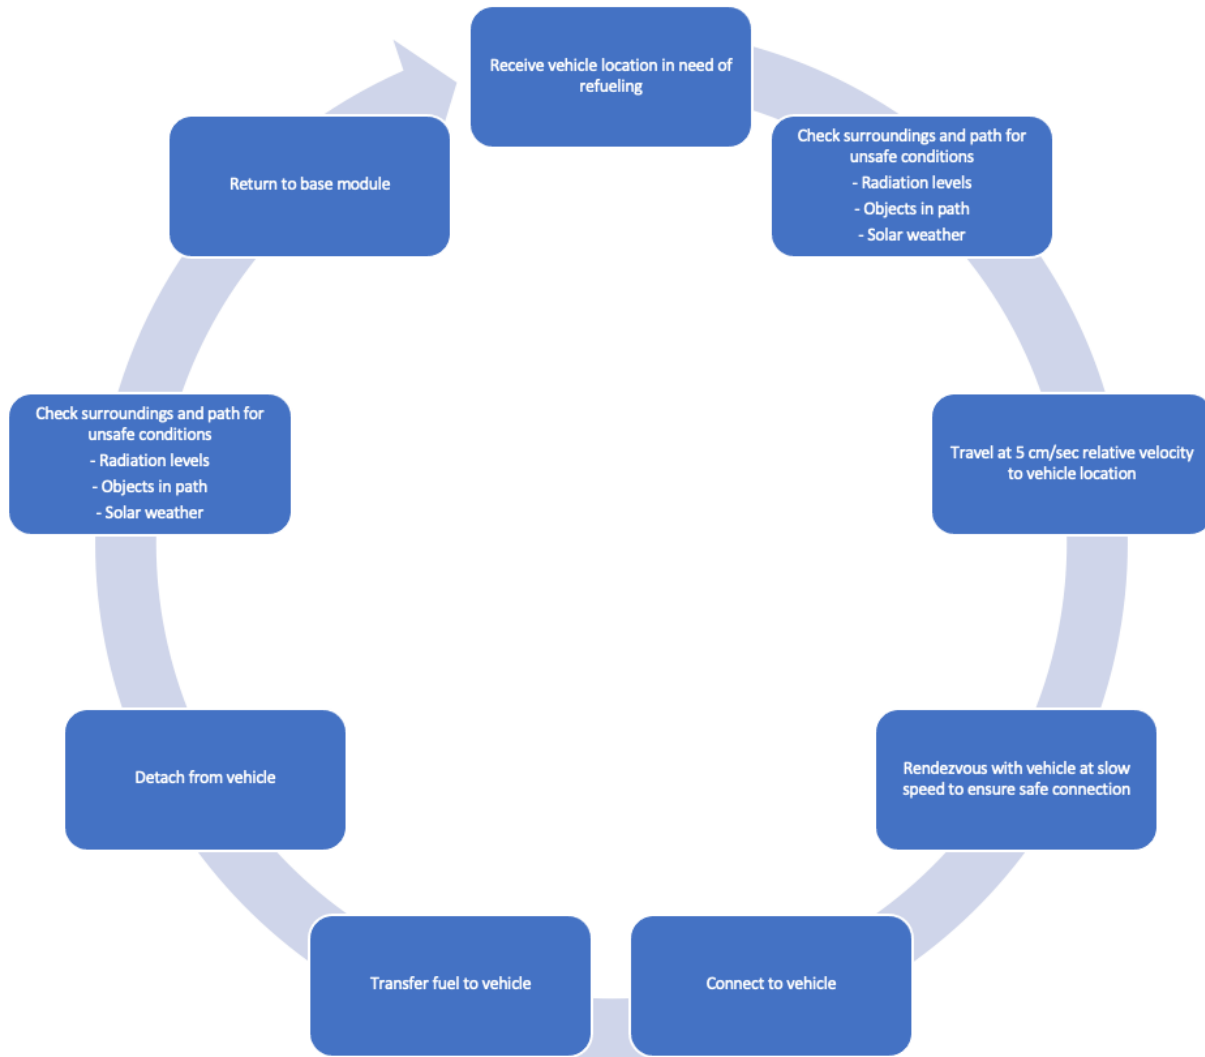 Receive vehicle location in need of
refueling
Check surroundings and path for
unsafe conditions
- Radiation levels
- Objects in path
- Solar weather
Travel at 5 cm/sec relative velocity
to vehicle location
Rendezvous with vehicle at slow
speed to ensure safe connection
Connect to vehicle
Transfer fuel to vehicle
Detach from vehicle
Check surroundings and path for
unsafe conditions
- Radiation levels
- Objects in path
- Solar weather
Return to base module